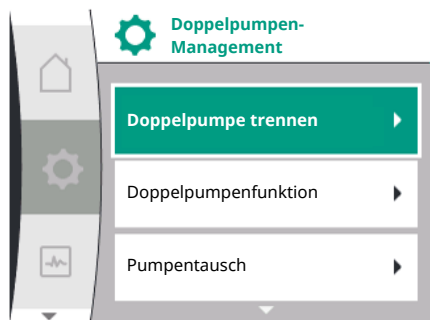 Doppelpumpen-
Management
Doppelpumpe trennen
Doppelpumpenfunktion
Pumpentausch